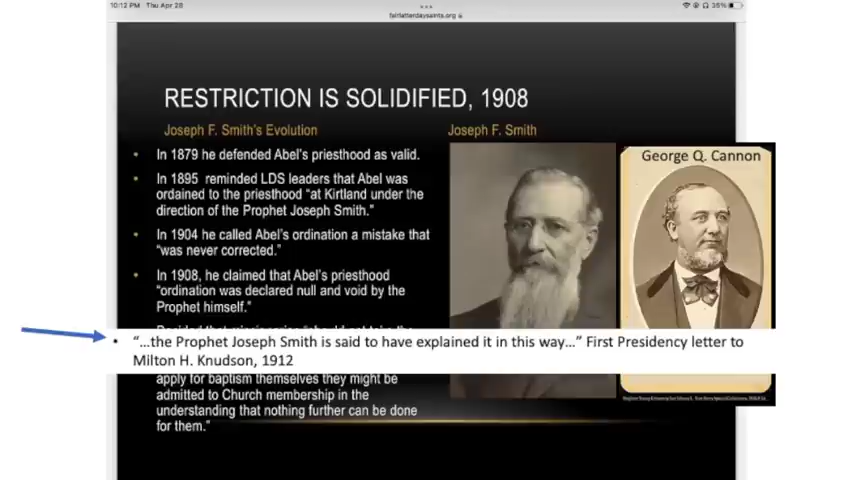 10:12 PM Thu Apr 28
fairlatterdaysaints.org
35%
RESTRICTION IS SOLIDIFIED, 1908
Joseph F. Smith's Evolution
• In 1879 he defended Abel's priesthood as valid.
• In 1895 reminded LDS leaders that Abel was
ordained to the priesthood "at Kirtland under the
direction of the Prophet Joseph Smith."
• In 1904 he called Abel's ordination a mistake that
"was never corrected."
• In 1908, he claimed that Abel's priesthood
"ordination was declared null and void by the
Prophet himself."
• "...the Prophet Joseph Smith is said to have explained it in this way..." First Presidency letter to
Milton H. Knudson, 1912
apply for baptism themselves they might be
admitted to Church membership in the
understanding that nothing further can be done
for them."
Joseph F. Smith
George Q. Cannon